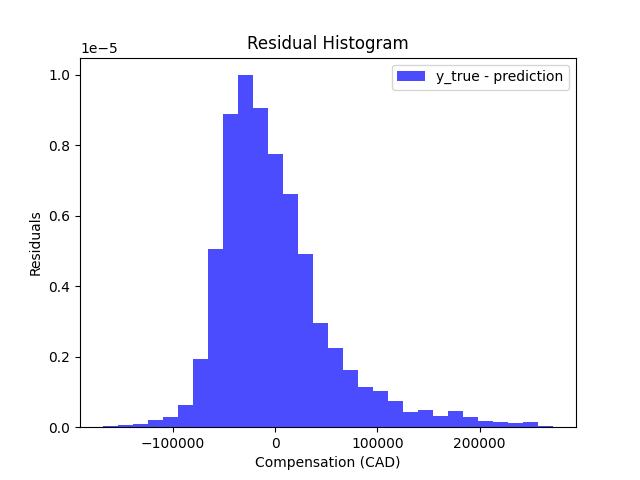 Residual Histogram
1e−5
y_true - prediction
1.0
0.8
0.6
0.4
0.2
0.0
Residuals
−100000 0 100000 200000
Compensation (CAD)